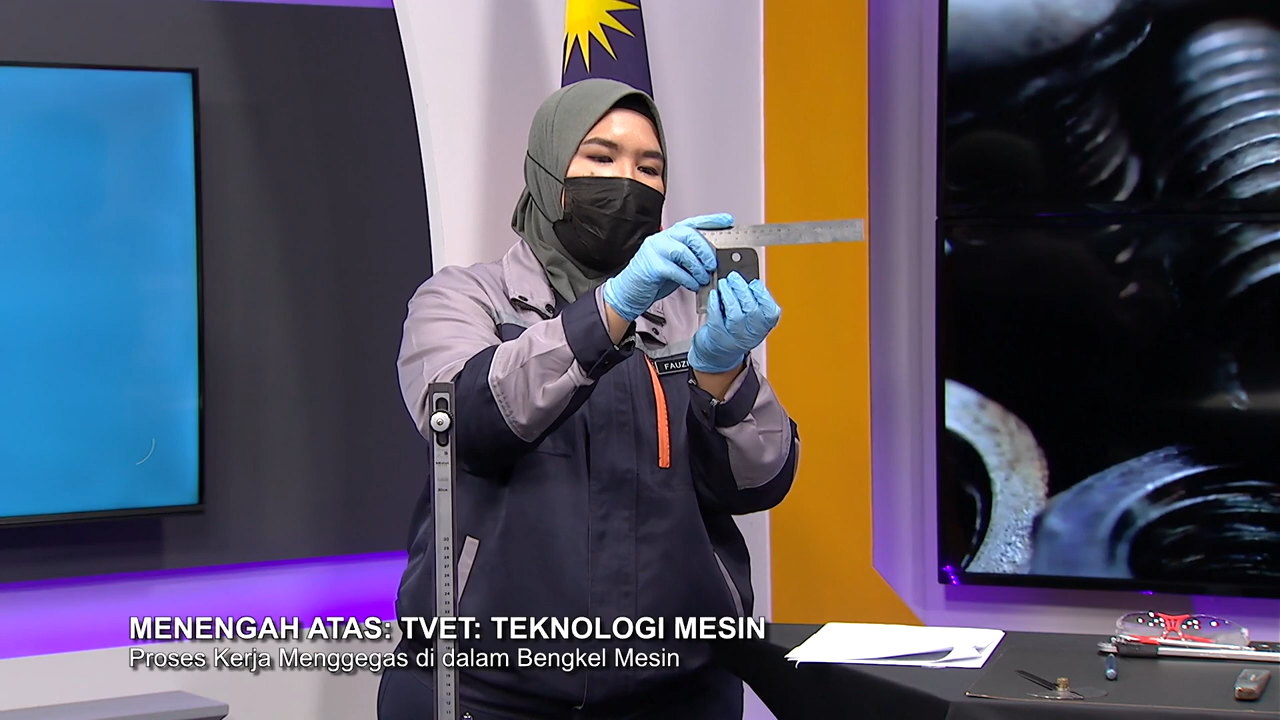 MENENGAH ATAS: TVET: TEKNOLOGI MESIN
Proses Kerja Menggegas di dalam Bengkel Mesin